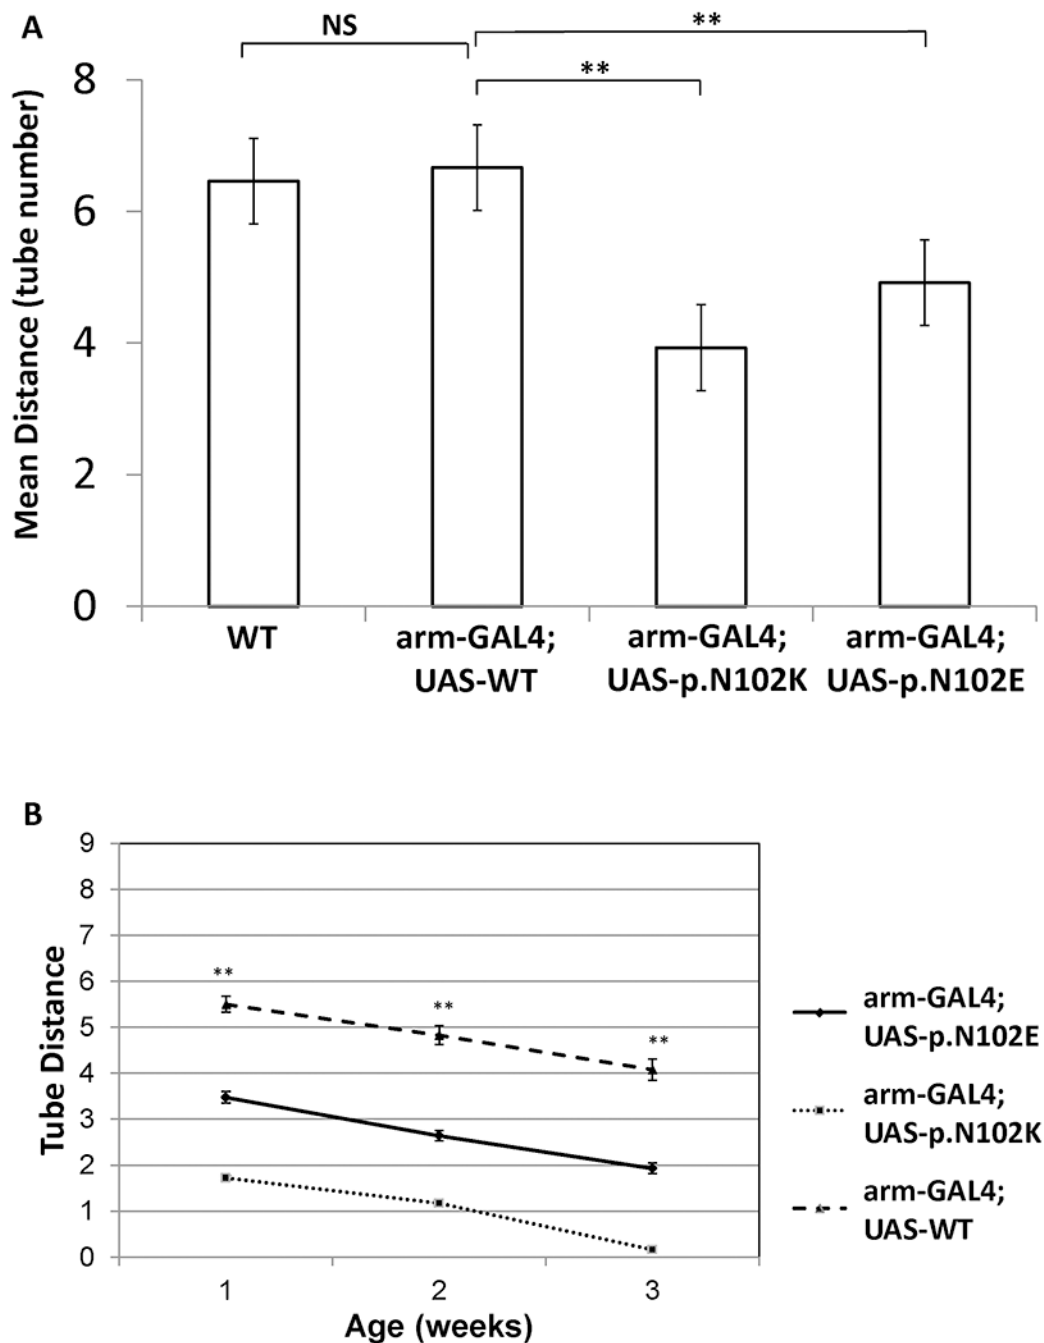 A
NS
**
**
Mean Distance (tube number)
8
6
4
2
0
WT
arm-GAL4;
UAS-WT
arm-GAL4;
UAS-p.N102K
arm-GAL4;
UAS-p.N102E
B
Tube Distance
9
8
7
6
5
4
3
2
1
0
**
**
**
1
2
3
Age (weeks)
arm-GAL4;
UAS-p.N102E
arm-GAL4;
UAS-p.N102K
arm-GAL4;
UAS-WT